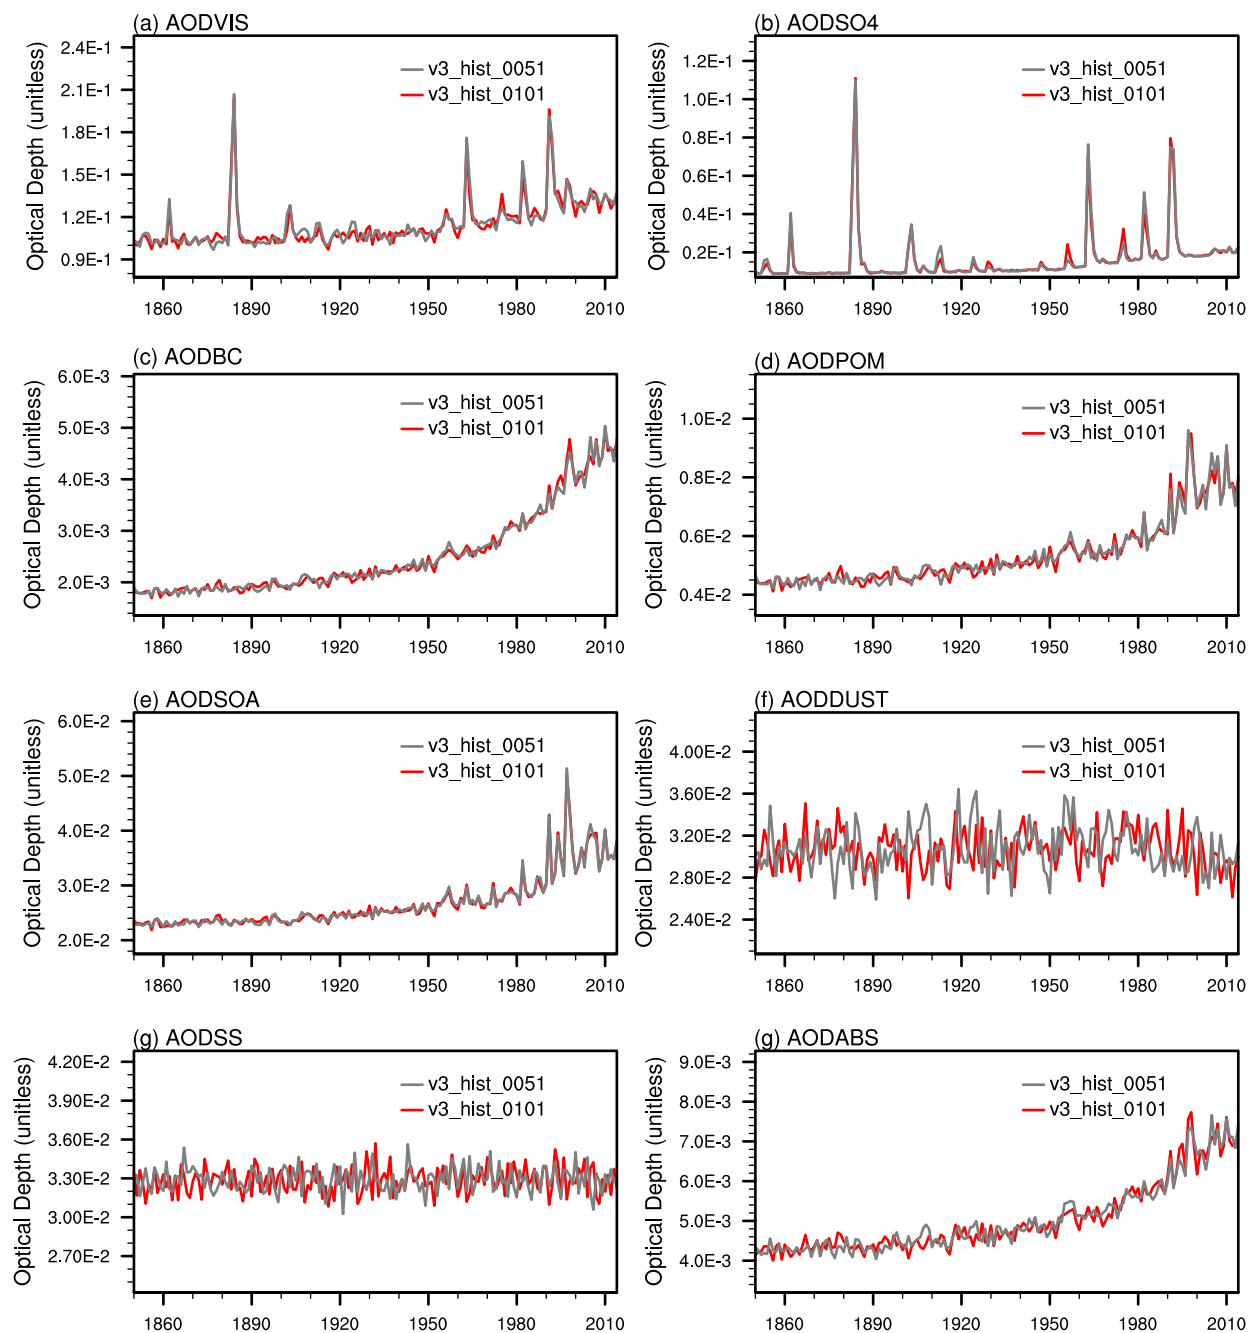 (a) AODVIS
Optical Depth (unitless)
2.4E-1
2.1E-1
1.8E-1
1.5E-1
1.2E-1
0.9E-1
v3_hist_0051
v3_hist_0101
1860 1890 1920 1950 1980 2010
(b) AODSO4
Optical Depth (unitless)
1.2E-1
1.0E-1
0.8E-1
0.6E-1
0.4E-1
0.2E-1
v3_hist_0051
v3_hist_0101
1860 1890 1920 1950 1980 2010
(c) AODBC
Optical Depth (unitless)
6.0E-3
5.0E-3
4.0E-3
3.0E-3
2.0E-3
v3_hist_0051
v3_hist_0101
1860 1890 1920 1950 1980 2010
(d) AODPOM
Optical Depth (unitless)
1.0E-2
0.8E-2
0.6E-2
0.4E-2
v3_hist_0051
v3_hist_0101
1860 1890 1920 1950 1980 2010
(e) AODSOA
Optical Depth (unitless)
6.0E-2
5.0E-2
4.0E-2
3.0E-2
2.0E-2
v3_hist_0051
v3_hist_0101
1860 1890 1920 1950 1980 2010
(f) AODDUST
Optical Depth (unitless)
4.00E-2
3.60E-2
3.20E-2
2.80E-2
2.40E-2
v3_hist_0051
v3_hist_0101
1860 1890 1920 1950 1980 2010
(g) AODSS
Optical Depth (unitless)
4.20E-2
3.90E-2
3.60E-2
3.30E-2
3.00E-2
2.70E-2
v3_hist_0051
v3_hist_0101
1860 1890 1920 1950 1980 2010
(g) AODABS
Optical Depth (unitless)
9.0E-3
8.0E-3
7.0E-3
6.0E-3
5.0E-3
4.0E-3
v3_hist_0051
v3_hist_0101
1860 1890 1920 1950 1980 2010